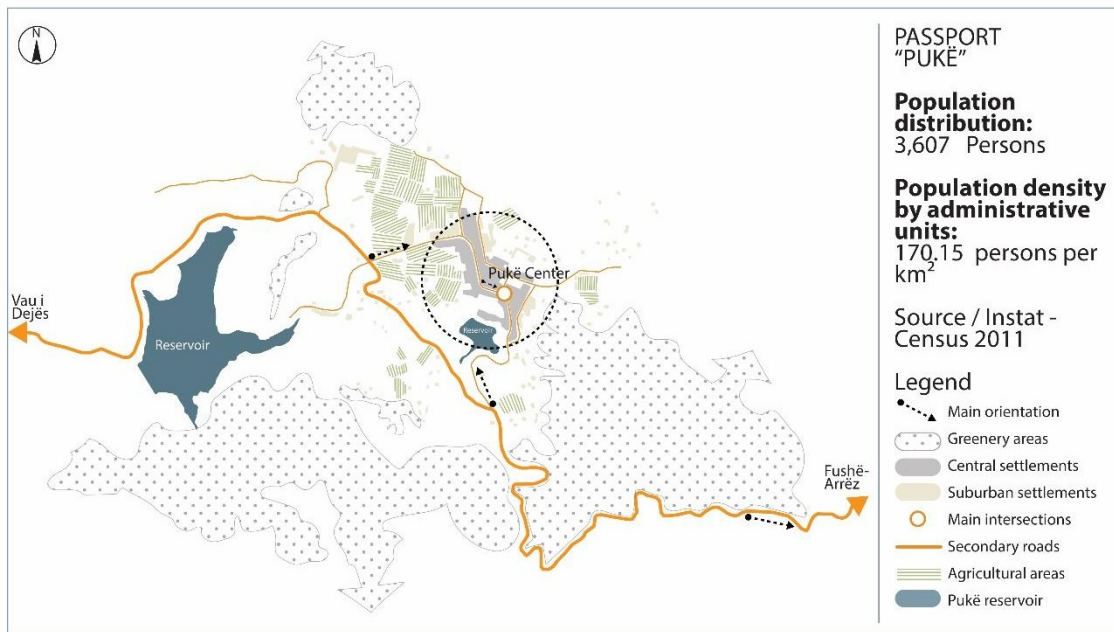 N
Vau i
Dejës
Reservoir
Pukë Center
Reservoir
Fushë-
Arrëz
PASSPORT
"PUKË"
Population
distribution:
3,607 Persons
Population density
by administrative
units:
170.15 persons per
km²
Source / Instat -
Census 2011
Legend
Main orientation
Greenery areas
Central settlements
Suburban settlements
Main intersections
Secondary roads
Agricultural areas
Pukë reservoir